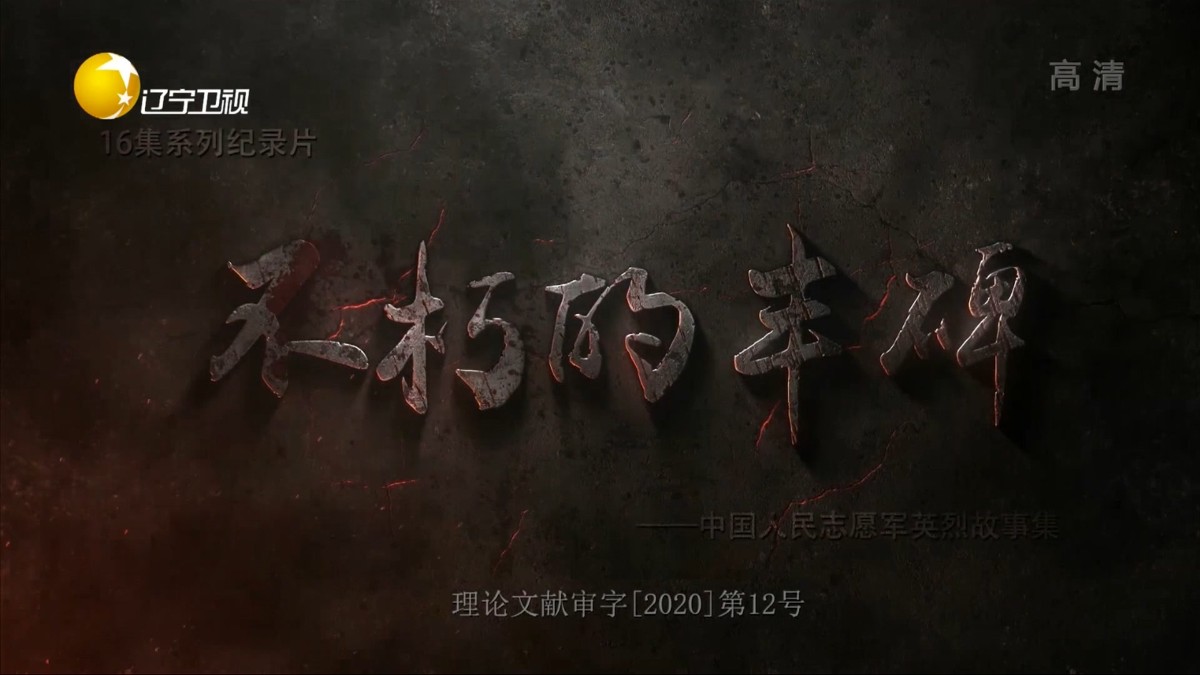 辽宁卫视
高清
16集系列纪录片
不朽的丰碑
——中国人民志愿军英烈故事集
理论文献审字[2020]第12号